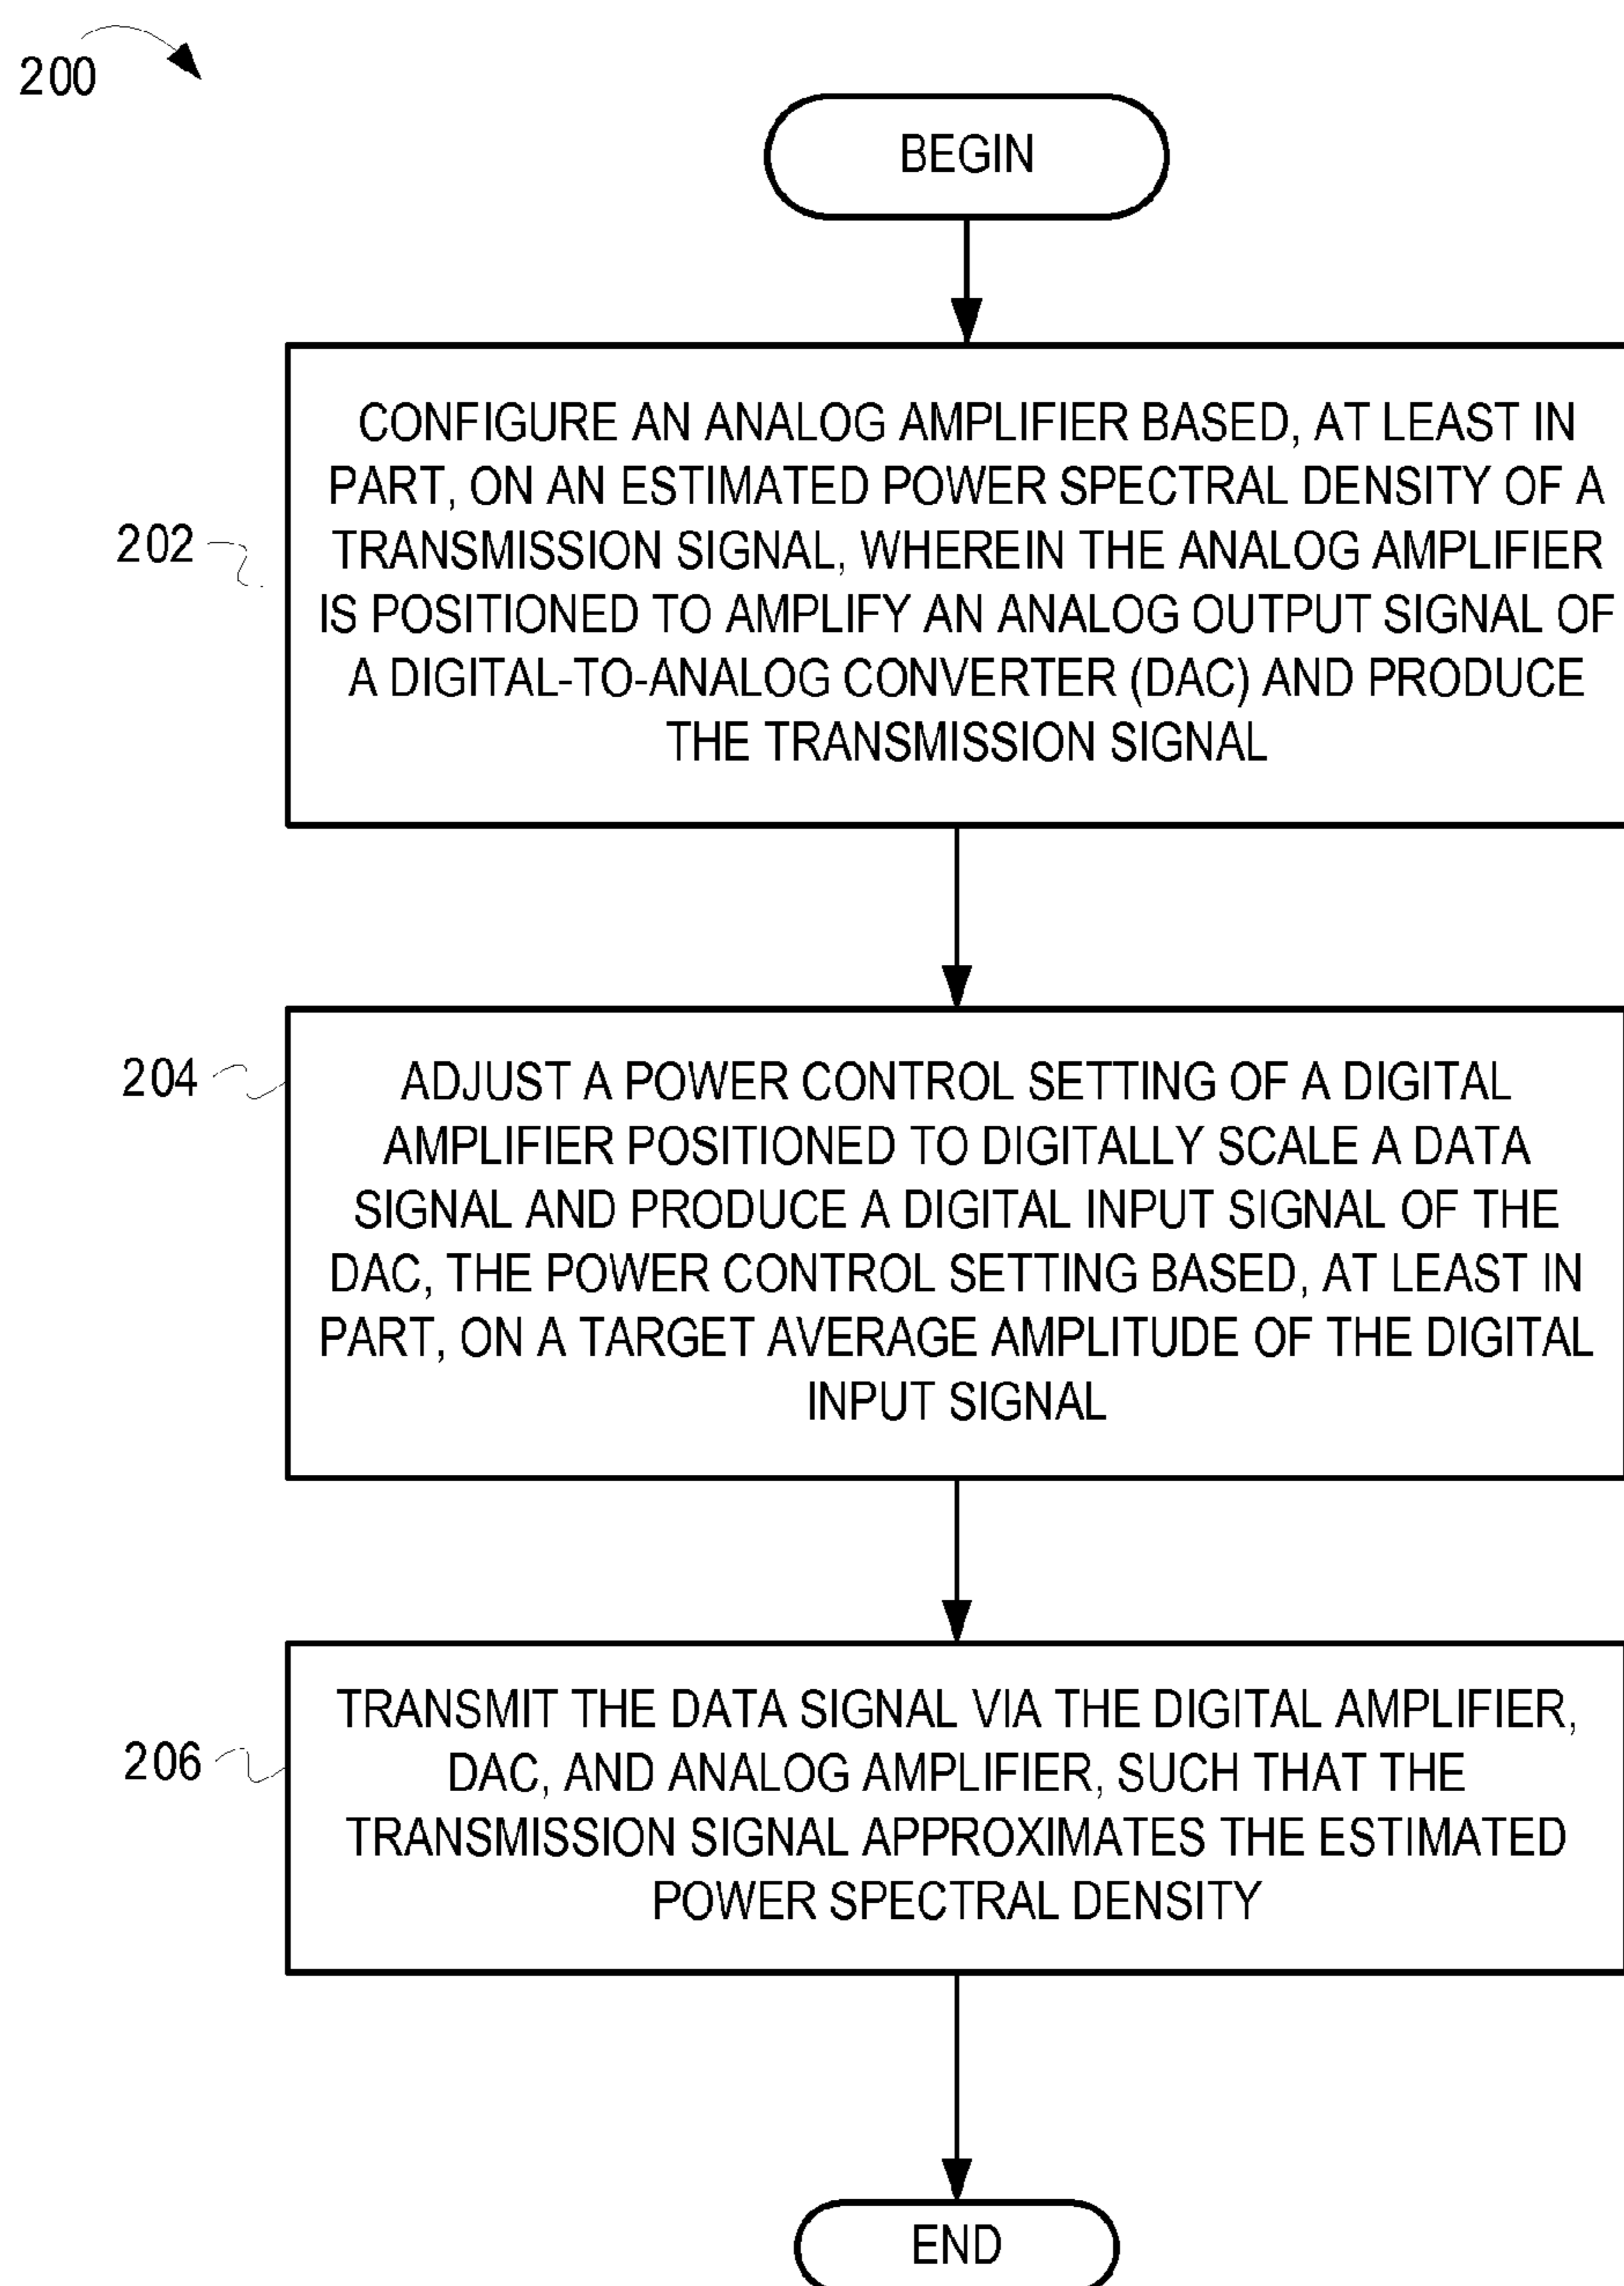 200
BEGIN
CONFIGURE AN ANALOG AMPLIFIER BASED, AT LEAST IN
PART, ON AN ESTIMATED POWER SPECTRAL DENSITY OF A
202
TRANSMISSION SIGNAL, WHEREIN THE ANALOG AMPLIFIER
IS POSITIONED TO AMPLIFY AN ANALOG OUTPUT SIGNAL OF
A DIGITAL-TO-ANALOG CONVERTER (DAC) AND PRODUCE
THE TRANSMISSION SIGNAL
204
ADJUST A POWER CONTROL SETTING OF A DIGITAL
AMPLIFIER POSITIONED TO DIGITALLY SCALE A DATA
SIGNAL AND PRODUCE A DIGITAL INPUT SIGNAL OF THE
DAC, THE POWER CONTROL SETTING BASED, AT LEAST IN
PART, ON A TARGET AVERAGE AMPLITUDE OF THE DIGITAL
INPUT SIGNAL
TRANSMIT THE DATA SIGNAL VIA THE DIGITAL AMPLIFIER,
206
DAC, AND ANALOG AMPLIFIER, SUCH THAT THE
TRANSMISSION SIGNAL APPROXIMATES THE ESTIMATED
POWER SPECTRAL DENSITY
END